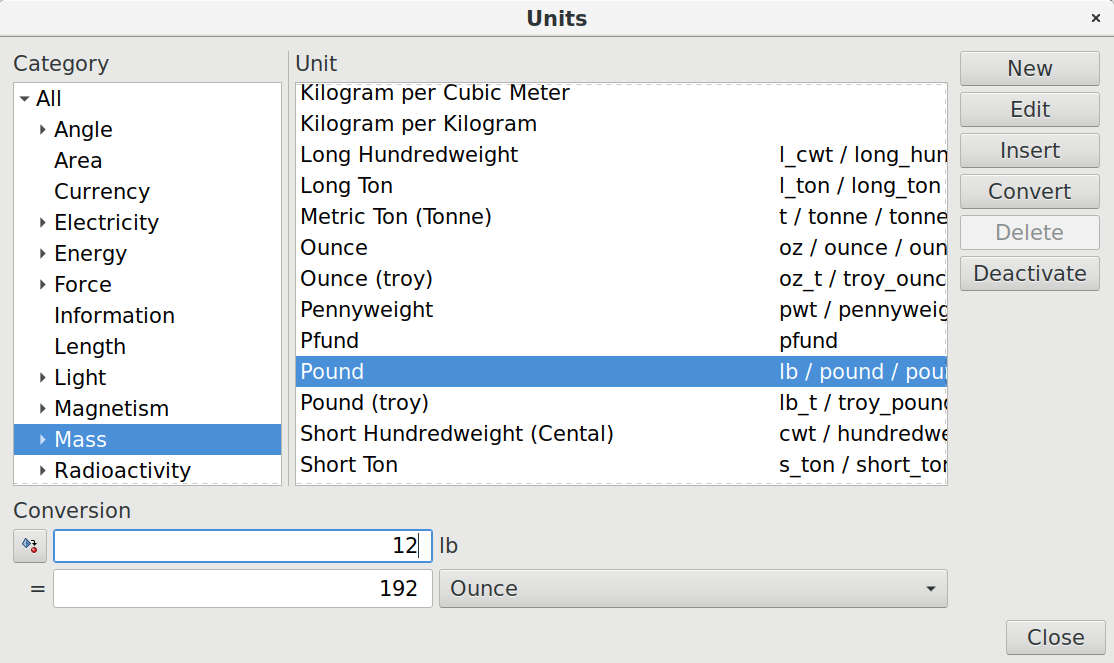 Units
Category
All
Angle
Area
Currency
Electricity
Energy
Force
Information
Length
Light
Magnetism
Mass
Radioactivity
Unit
Kilogram per Cubic Meter
Kilogram per Kilogram
Long Hundredweight l_cwt / long_hun
Long Ton l_ton / long_ton
Metric Ton (Tonne) t / tonne / tonne
Ounce oz / ounce / oun
Ounce (troy) oz_t / troy_ounc
Pennyweight pwt / pennyweig
Pfund pfund
Pound lb / pound / pou
Pound (troy) lb_t / troy_pound
Short Hundredweight (Cental) cwt / hundredwe
Short Ton s_ton / short_ton
New
Edit
Insert
Convert
Delete
Deactivate
Conversion
12 lb
= 192 Ounce
Close